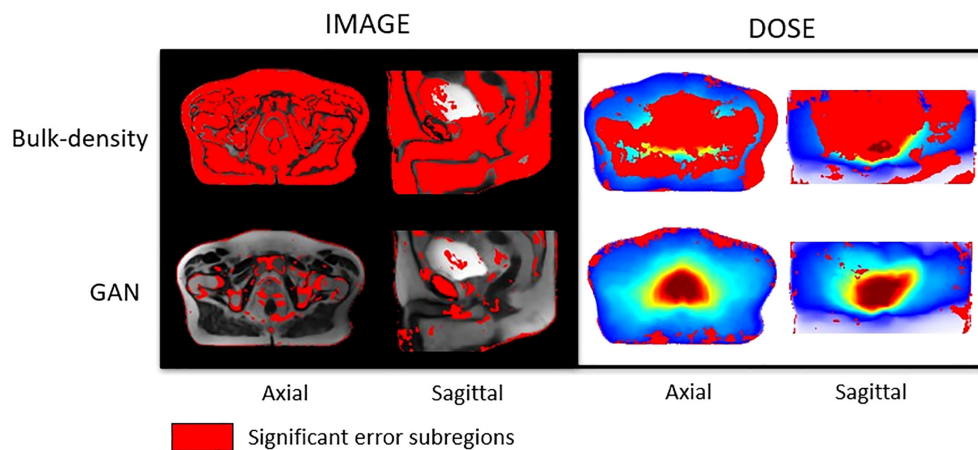 IMAGE
DOSE
Bulk-density
GAN
Axial
Sagittal
Axial
Sagittal
Significant error subregions